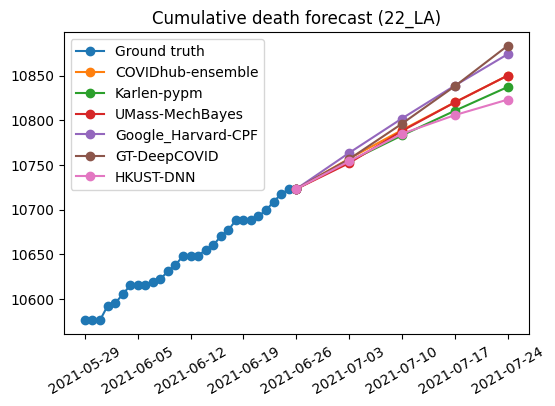 Cumulative death forecast (22_LA)
Ground truth
COVIDhub-ensemble
Karlen-pypm
UMass-MechBayes
Google_Harvard-CPF
GT-DeepCOVID
HKUST-DNN
10850
10800
10750
10700
10650
10600
2021-05-29
2021-06-05
2021-06-12
2021-06-19
2021-06-26
2021-07-03
2021-07-10
2021-07-17
2021-07-24